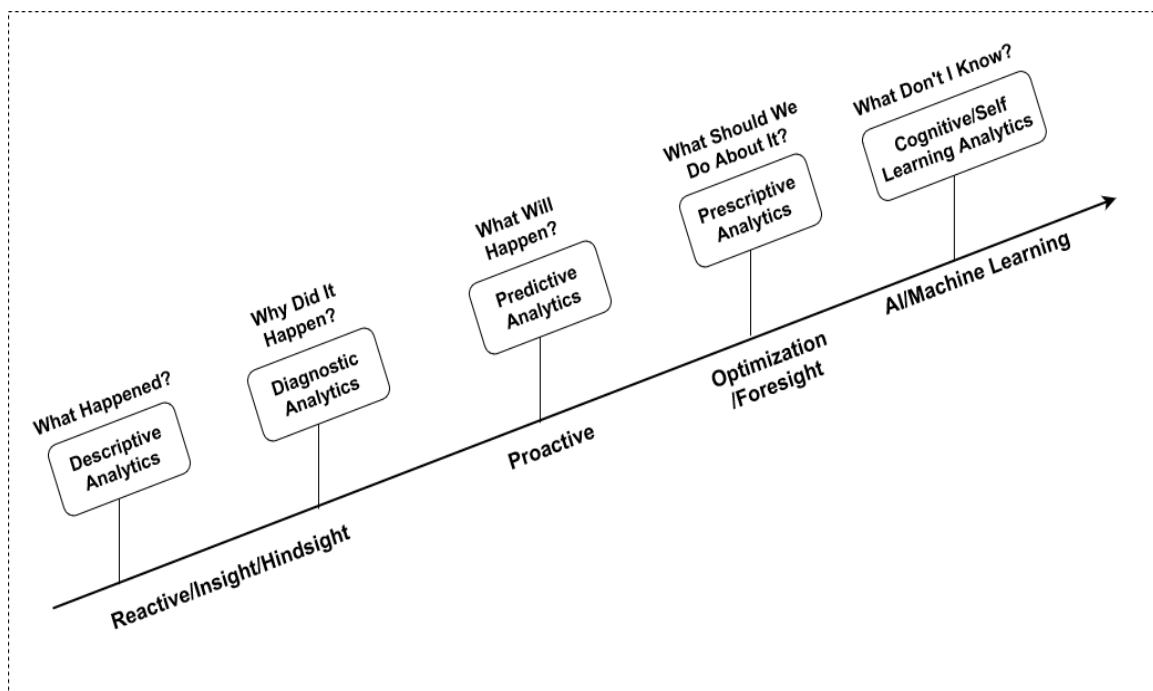 What Happened?
Descriptive
Analytics
Why Did It
Happen?
Diagnostic
Analytics
Reactive/Insight/Hindsight
What Will
Happen?
Predictive
Analytics
Proactive
What Should We
Do About It?
Prescriptive
Analytics
Optimization
/Foresight
What Don't I Know?
Cognitive/Self
Learning Analytics
AI/Machine Learning